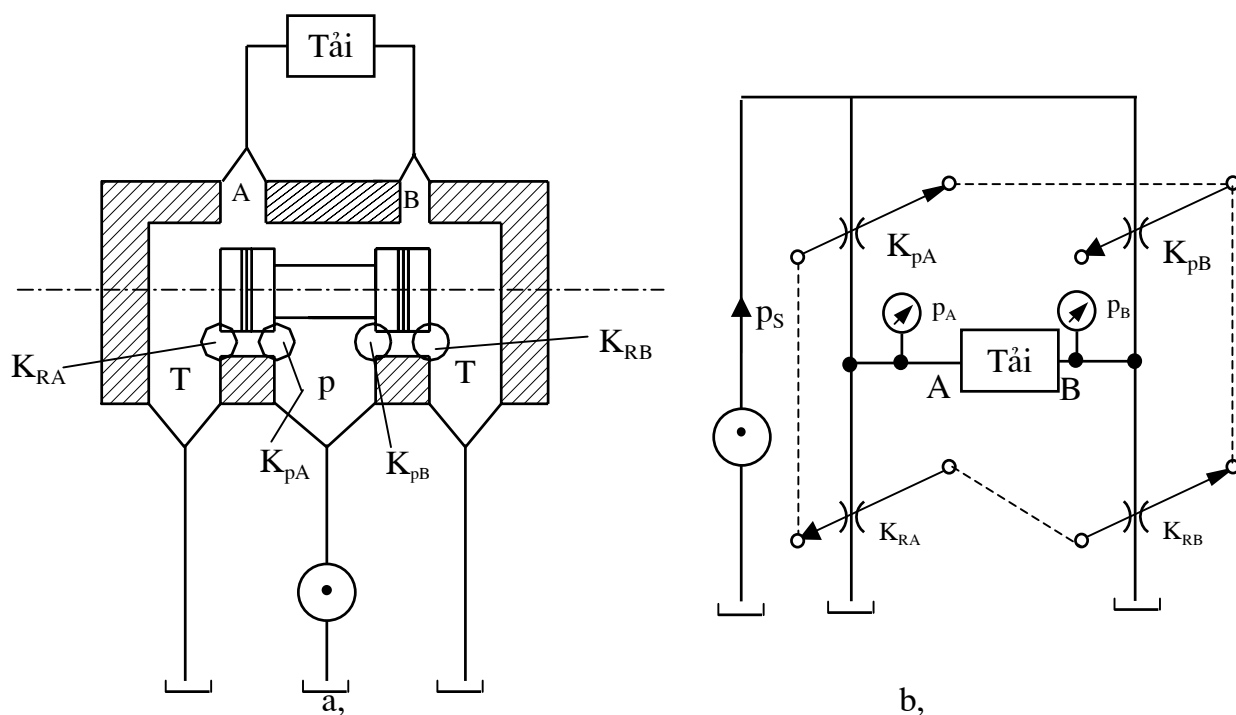 Tải
A
B
K_RA
T
p
T
K_RB
K_pA
K_pB
a,
K_pA
K_pB
p_S
p_A
p_B
Tải
A
B
K_RA
K_RB
b,